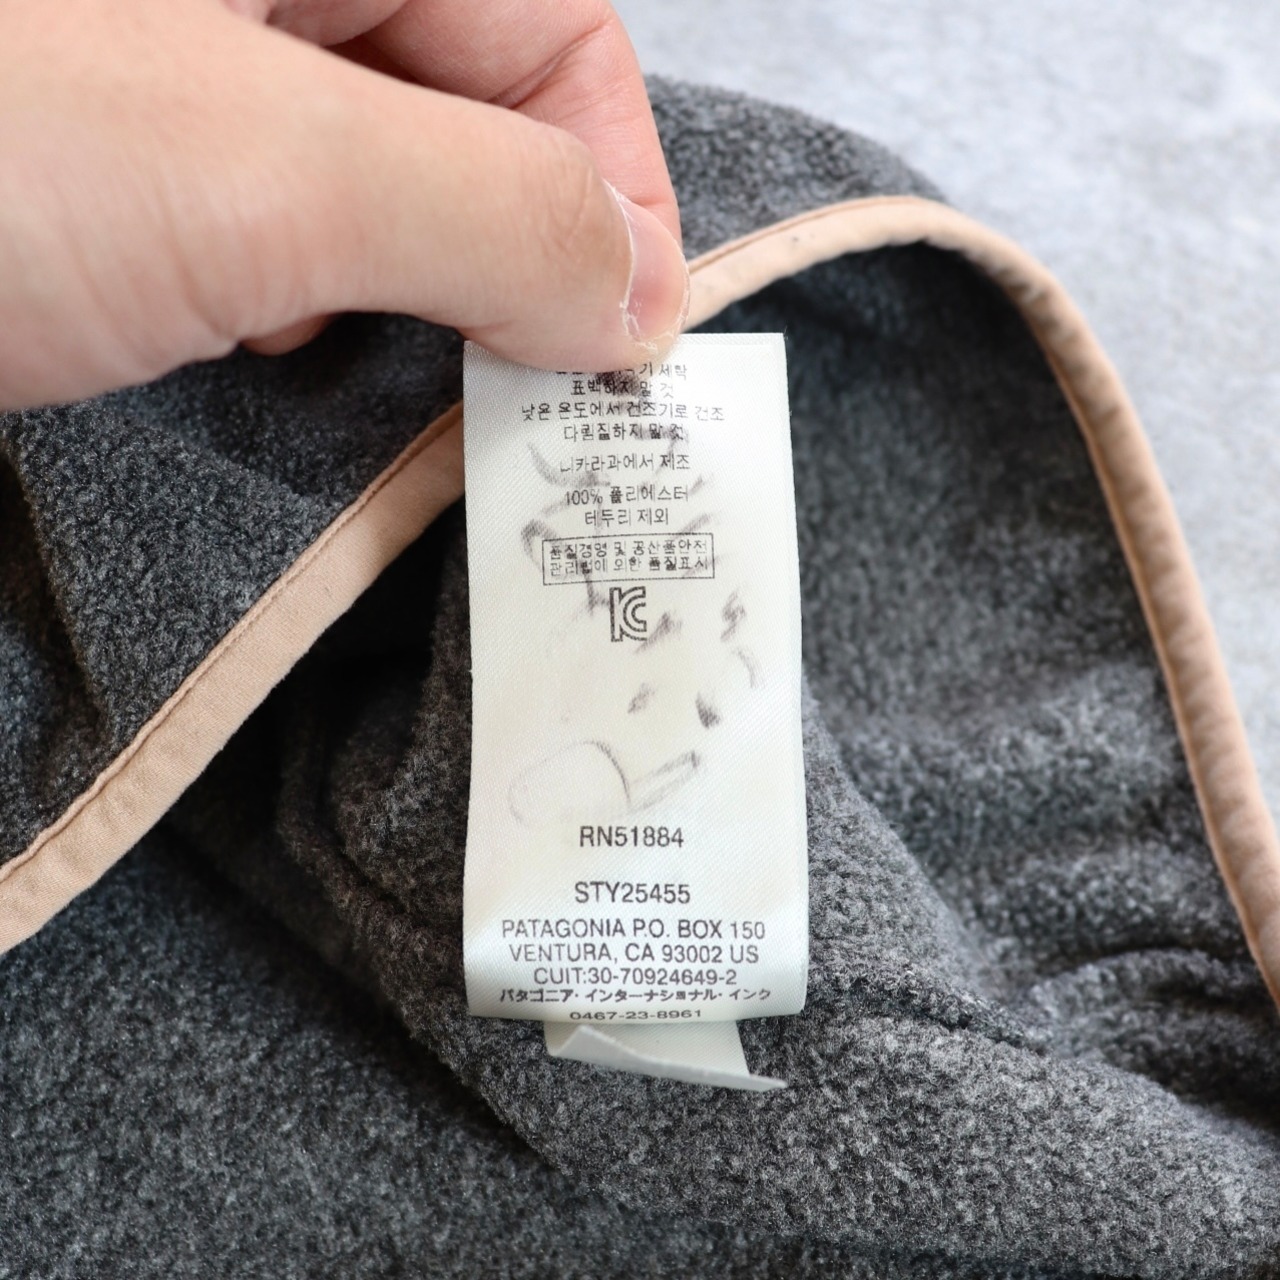 기 세탁
표백하지 말 것
낮은 온도에서 건조기로 건조
다림질하지 말 것
니카라과에서 제조
100% 폴리에스터
테두리 제외
품질경영 및 공산품안전
관리법에 의한 품질표시
KC
RN51884
STY25455
PATAGONIA P.O. BOX 150
VENTURA, CA 93002 US
CUIT:30-70924649-2
パタゴニア・インターナショナル・インク
0467-23-8961